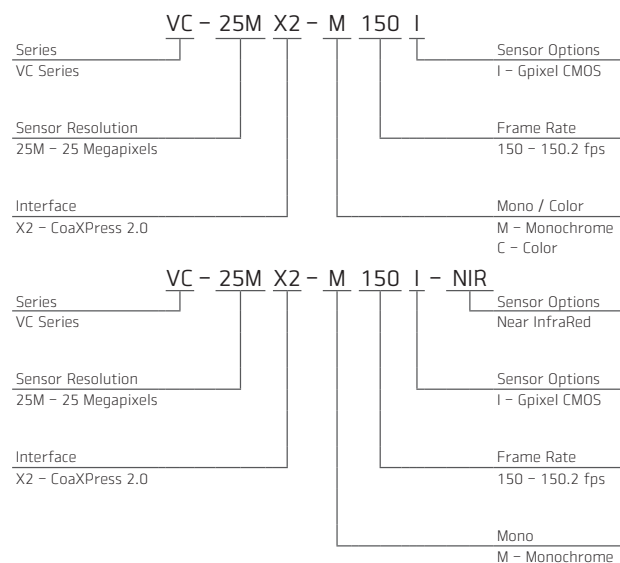 VC – 25M X2 – M 150 I
Series
VC Series
Sensor Options
I – Gpixel CMOS
Sensor Resolution
25M – 25 Megapixels
Frame Rate
150 – 150.2 fps
Interface
X2 – CoaXPress 2.0
Mono / Color
M – Monochrome
C – Color
VC – 25M X2 – M 150 I – NIR
Series
VC Series
Sensor Options
Near InfraRed
Sensor Resolution
25M – 25 Megapixels
Sensor Options
I – Gpixel CMOS
Interface
X2 – CoaXPress 2.0
Frame Rate
150 – 150.2 fps
Mono
M – Monochrome